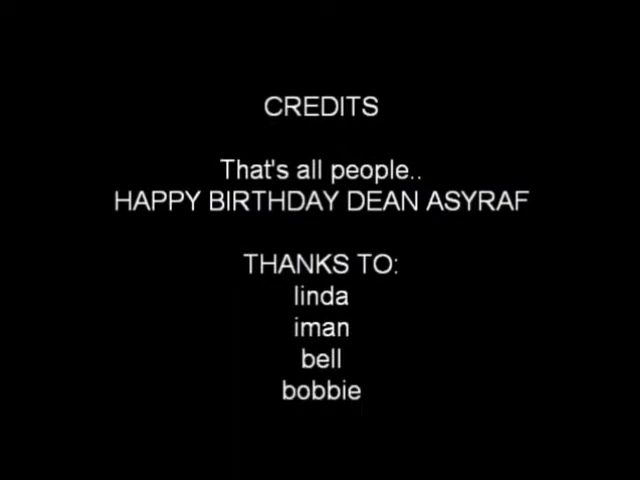 CREDITS
That's all people..
HAPPY BIRTHDAY DEAN ASYRAF
THANKS TO:
linda
iman
bell
bobbie